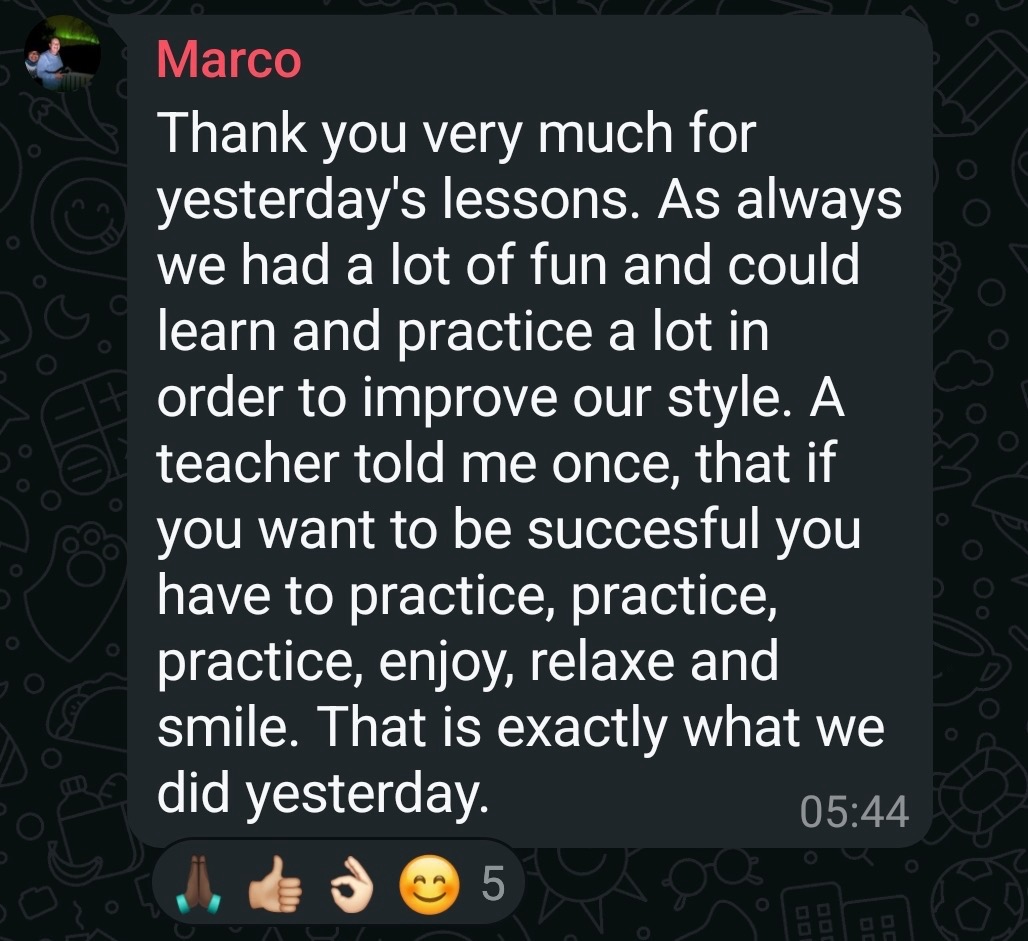 Marco
Thank you very much for
yesterday's lessons. As always
we had a lot of fun and could
learn and practice a lot in
order to improve our style. A
teacher told me once, that if
you want to be succesful you
have to practice, practice,
practice, enjoy, relaxe and
smile. That is exactly what we
did yesterday.
05:44
🙏🏿 👍🏼 👌🏻 😊 5